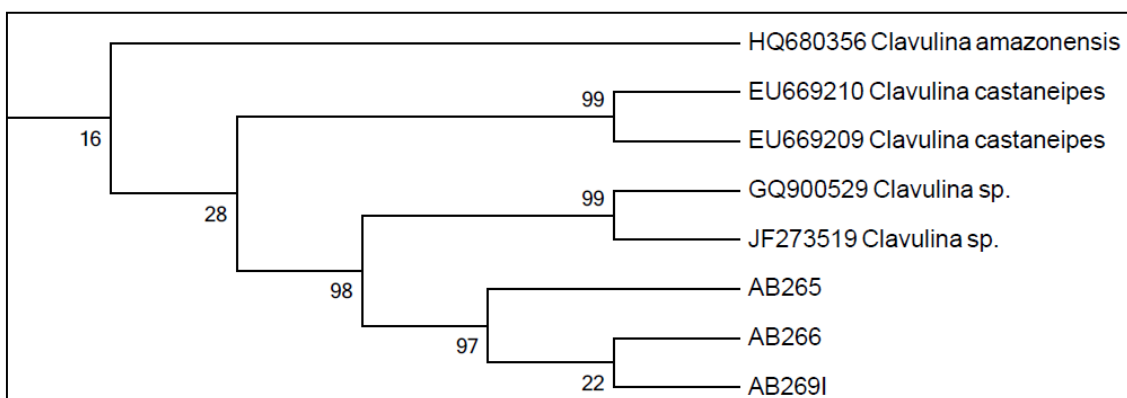 HQ680356 Clavulina amazonensis
99
EU669210 Clavulina castaneipes
16
EU669209 Clavulina castaneipes
99
GQ900529 Clavulina sp.
28
JF273519 Clavulina sp.
98
AB265
97
AB266
22
AB269I